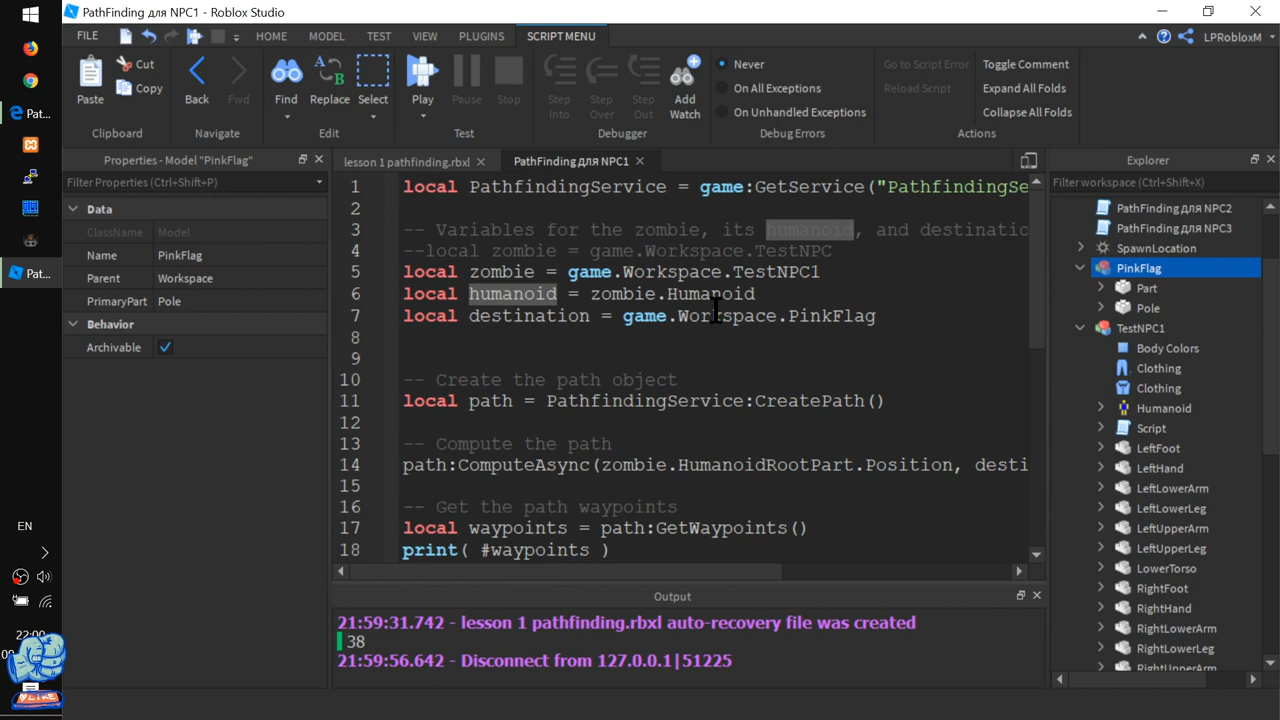 PathFinding для NPC1 - Roblox Studio
FILE
HOME
MODEL
TEST
VIEW
PLUGINS
SCRIPT MENU
LPRobloxM
Paste
Cut
Copy
Clipboard
Back
Fwd
Navigate
Find
Replace
Select
Edit
Play
Pause
Stop
Test
Step Into
Step Over
Step Out
Add Watch
Debugger
Never
On All Exceptions
On Unhandled Exceptions
Debug Errors
Go to Script Error
Reload Script
Toggle Comment
Expand All Folds
Collapse All Folds
Actions
Pat...
Pat...
EN
22:00
LIKE
Properties - Model "PinkFlag"
Filter Properties (Ctrl+Shift+P)
Data
ClassName Model
Name PinkFlag
Parent Workspace
PrimaryPart Pole
Behavior
Archivable
lesson 1 pathfinding.rbxl
PathFinding для NPC1
1 local PathfindingService = game:GetService("PathfindingSe
2
3 -- Variables for the zombie, its humanoid, and destinatio
4 --local zombie = game.Workspace.TestNPC
5 local zombie = game.Workspace.TestNPC1
6 local humanoid = zombie.Humanoid
7 local destination = game.Workspace.PinkFlag
8
9
10 -- Create the path object
11 local path = PathfindingService:CreatePath()
12
13 -- Compute the path
14 path:ComputeAsync(zombie.HumanoidRootPart.Position, desti
15
16 -- Get the path waypoints
17 local waypoints = path:GetWaypoints()
18 print( #waypoints )
Output
21:59:31.742 - lesson 1 pathfinding.rbxl auto-recovery file was created
38
21:59:56.642 - Disconnect from 127.0.0.1|51225
Explorer
Filter workspace (Ctrl+Shift+X)
PathFinding для NPC2
PathFinding для NPC3
SpawnLocation
PinkFlag
Part
Pole
TestNPC1
Body Colors
Clothing
Clothing
Humanoid
Script
LeftFoot
LeftHand
LeftLowerArm
LeftLowerLeg
LeftUpperArm
LeftUpperLeg
LowerTorso
RightFoot
RightHand
RightLowerArm
RightLowerLeg
RightUpperArm